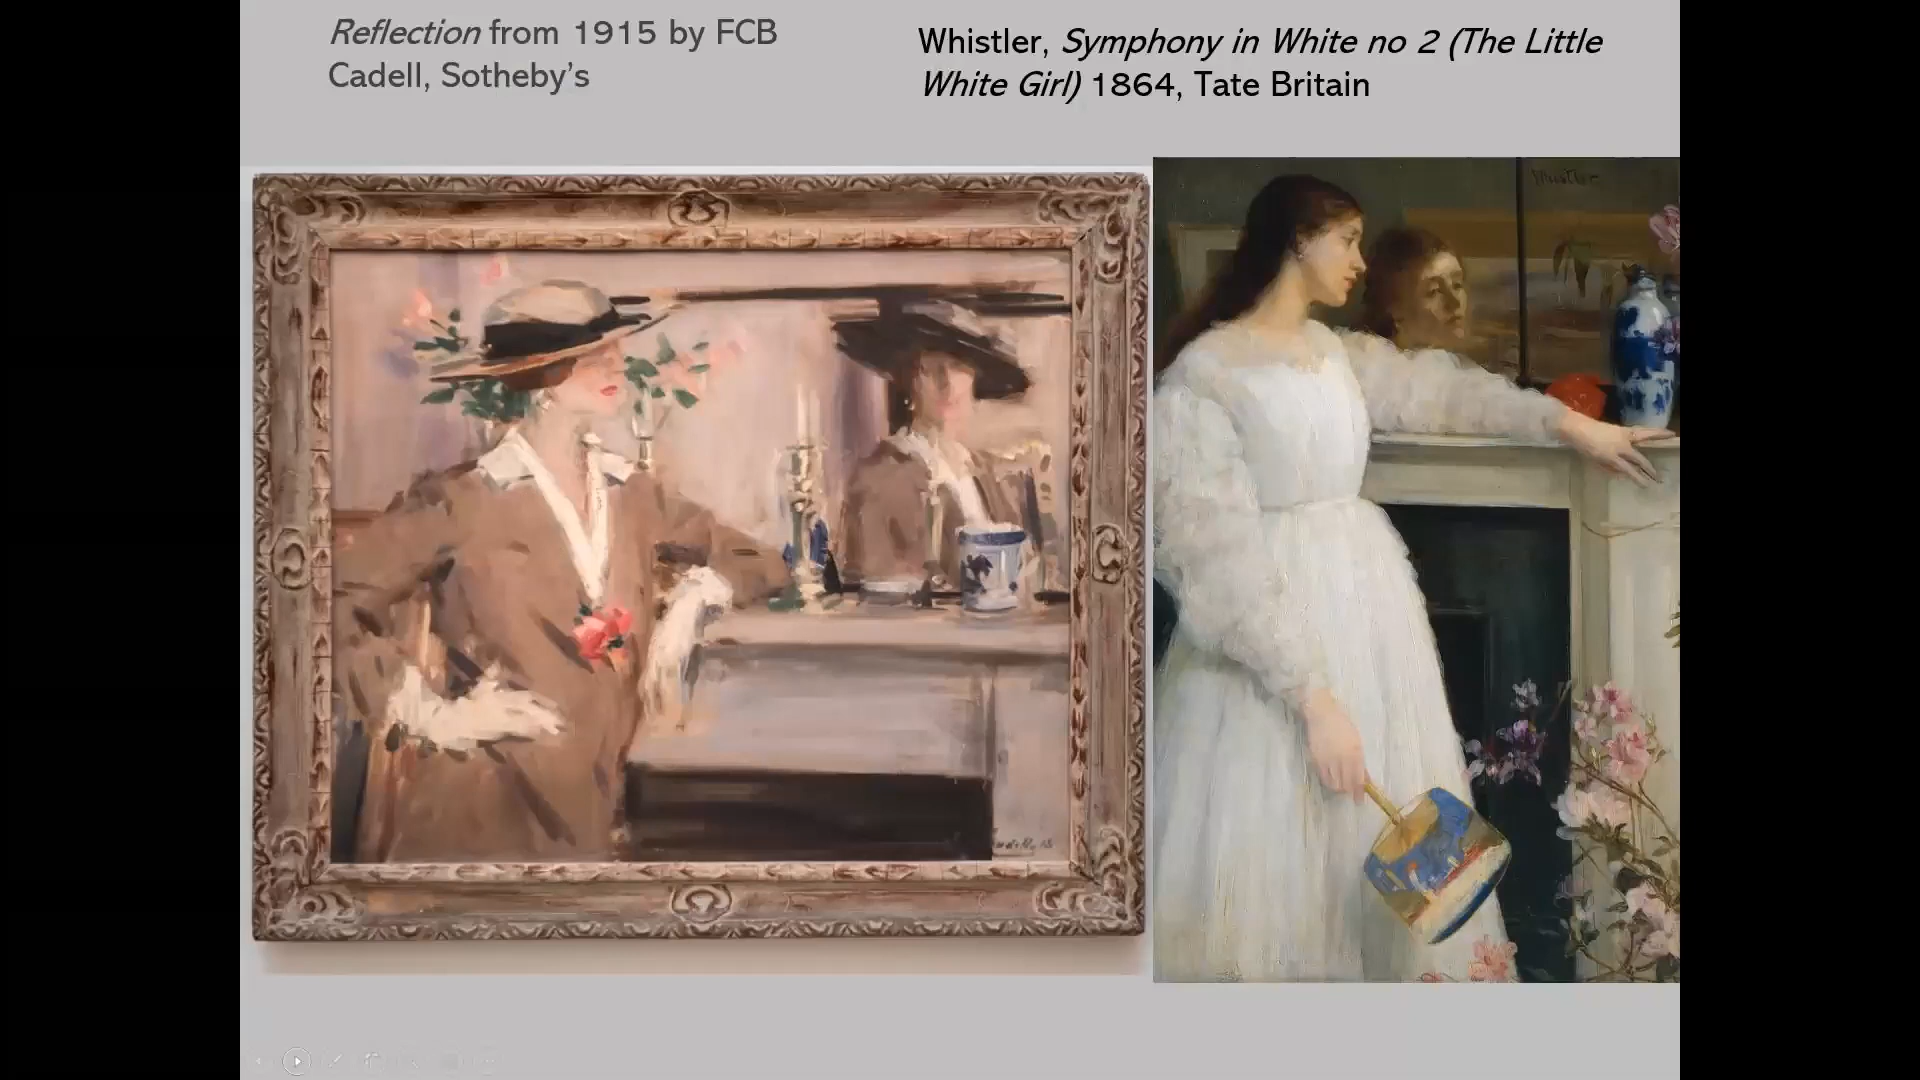 Reflection from 1915 by FCB
Cadell, Sotheby’s
Whistler, Symphony in White no 2 (The Little
White Girl) 1864, Tate Britain
Whistler